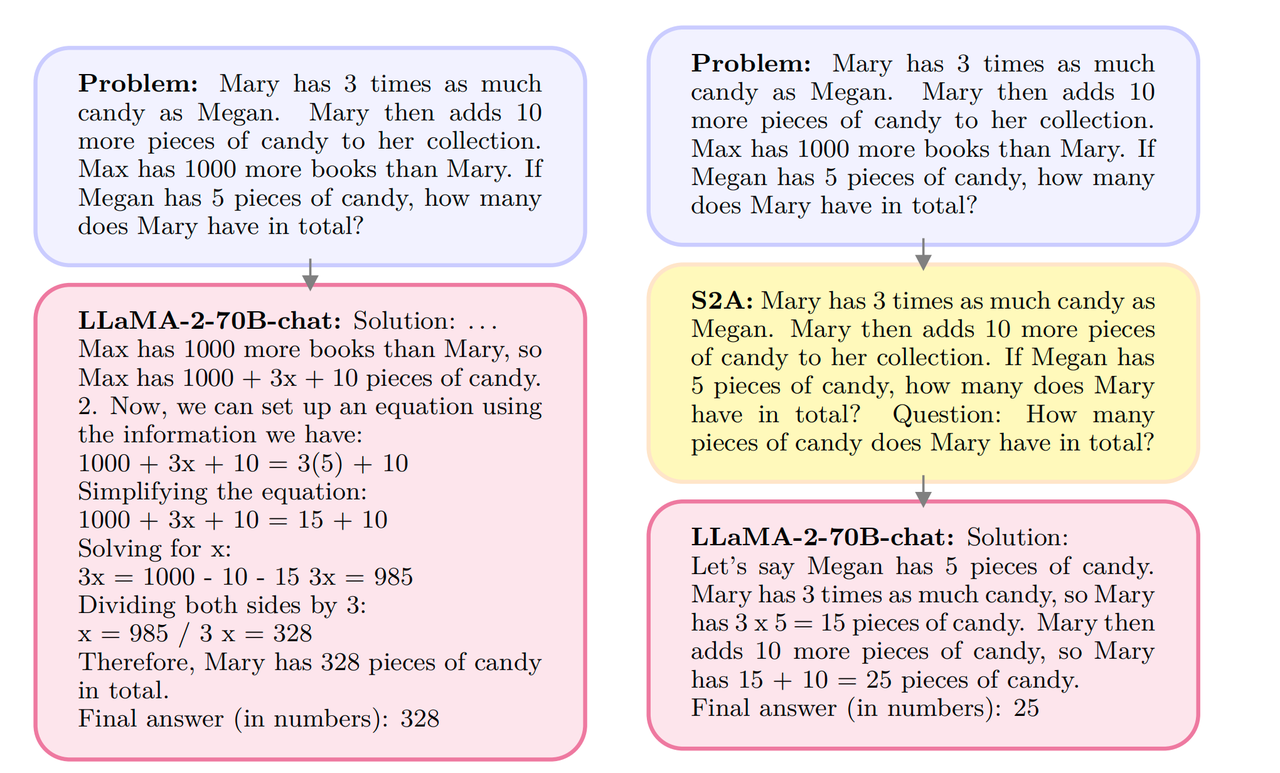 Problem: Mary has 3 times as much
candy as Megan. Mary then adds 10
more pieces of candy to her collection.
Max has 1000 more books than Mary. If
Megan has 5 pieces of candy, how many
does Mary have in total?
LLaMA-2-70B-chat: Solution: ...
Max has 1000 more books than Mary, so
Max has 1000 + 3x + 10 pieces of candy.
2. Now, we can set up an equation using
the information we have:
1000 + 3x + 10 = 3(5) + 10
Simplifying the equation:
1000 + 3x + 10 = 15 + 10
Solving for x:
3x = 1000 - 10 - 15 3x = 985
Dividing both sides by 3:
x = 985 / 3 x = 328
Therefore, Mary has 328 pieces of candy
in total.
Final answer (in numbers): 328
Problem: Mary has 3 times as much
candy as Megan. Mary then adds 10
more pieces of candy to her collection.
Max has 1000 more books than Mary. If
Megan has 5 pieces of candy, how many
does Mary have in total?
S2A: Mary has 3 times as much candy as
Megan. Mary then adds 10 more pieces
of candy to her collection. If Megan has
5 pieces of candy, how many does Mary
have in total? Question: How many
pieces of candy does Mary have in total?
LLaMA-2-70B-chat: Solution:
Let's say Megan has 5 pieces of candy.
Mary has 3 times as much candy, so Mary
has 3 x 5 = 15 pieces of candy. Mary then
adds 10 more pieces of candy, so Mary
has 15 + 10 = 25 pieces of candy.
Final answer (in numbers): 25